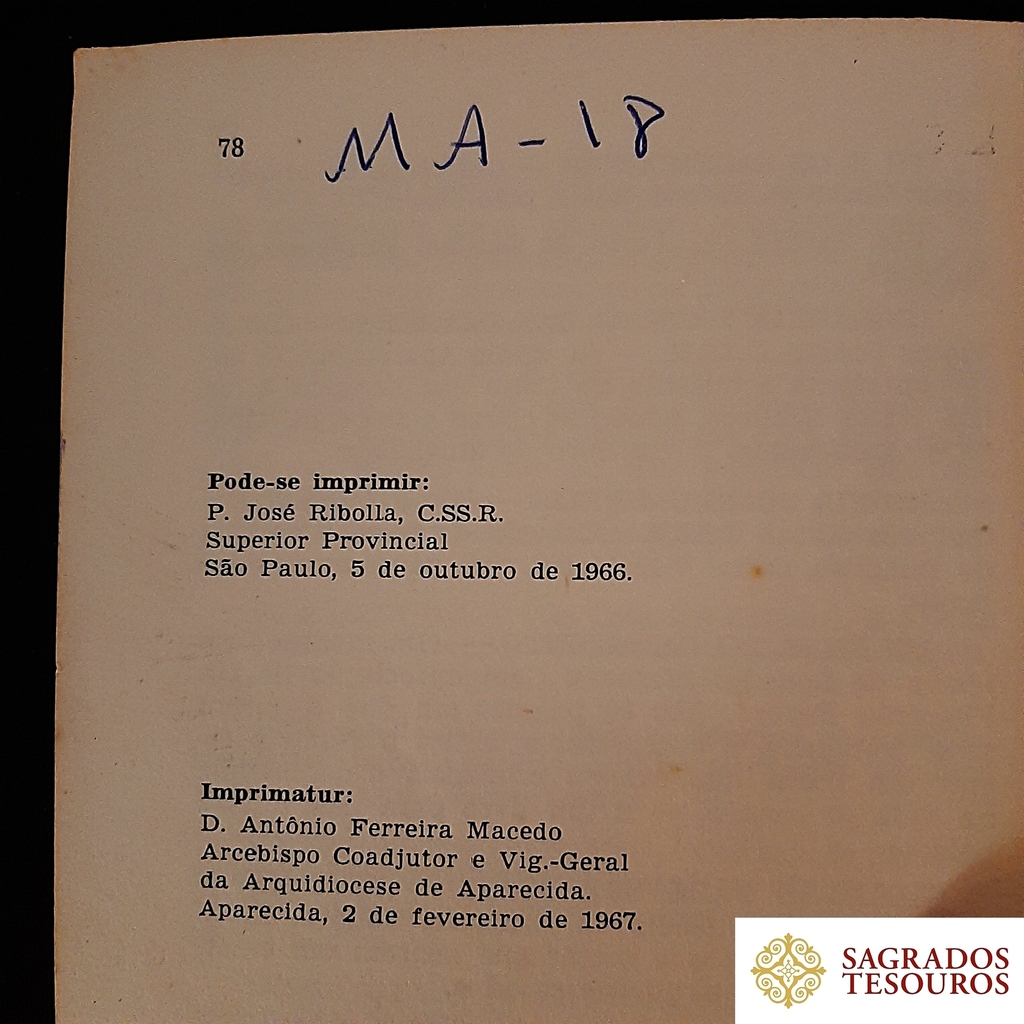 78 MA-18
Pode-se imprimir:
P. José Ribolla, C.SS.R.
Superior Provincial
São Paulo, 5 de outubro de 1966.
Imprimatur:
D. Antônio Ferreira Macedo
Arcebispo Coadjutor e Vig.-Geral
da Arquidiocese de Aparecida.
Aparecida, 2 de fevereiro de 1967.
SAGRADOS
TESOUROS